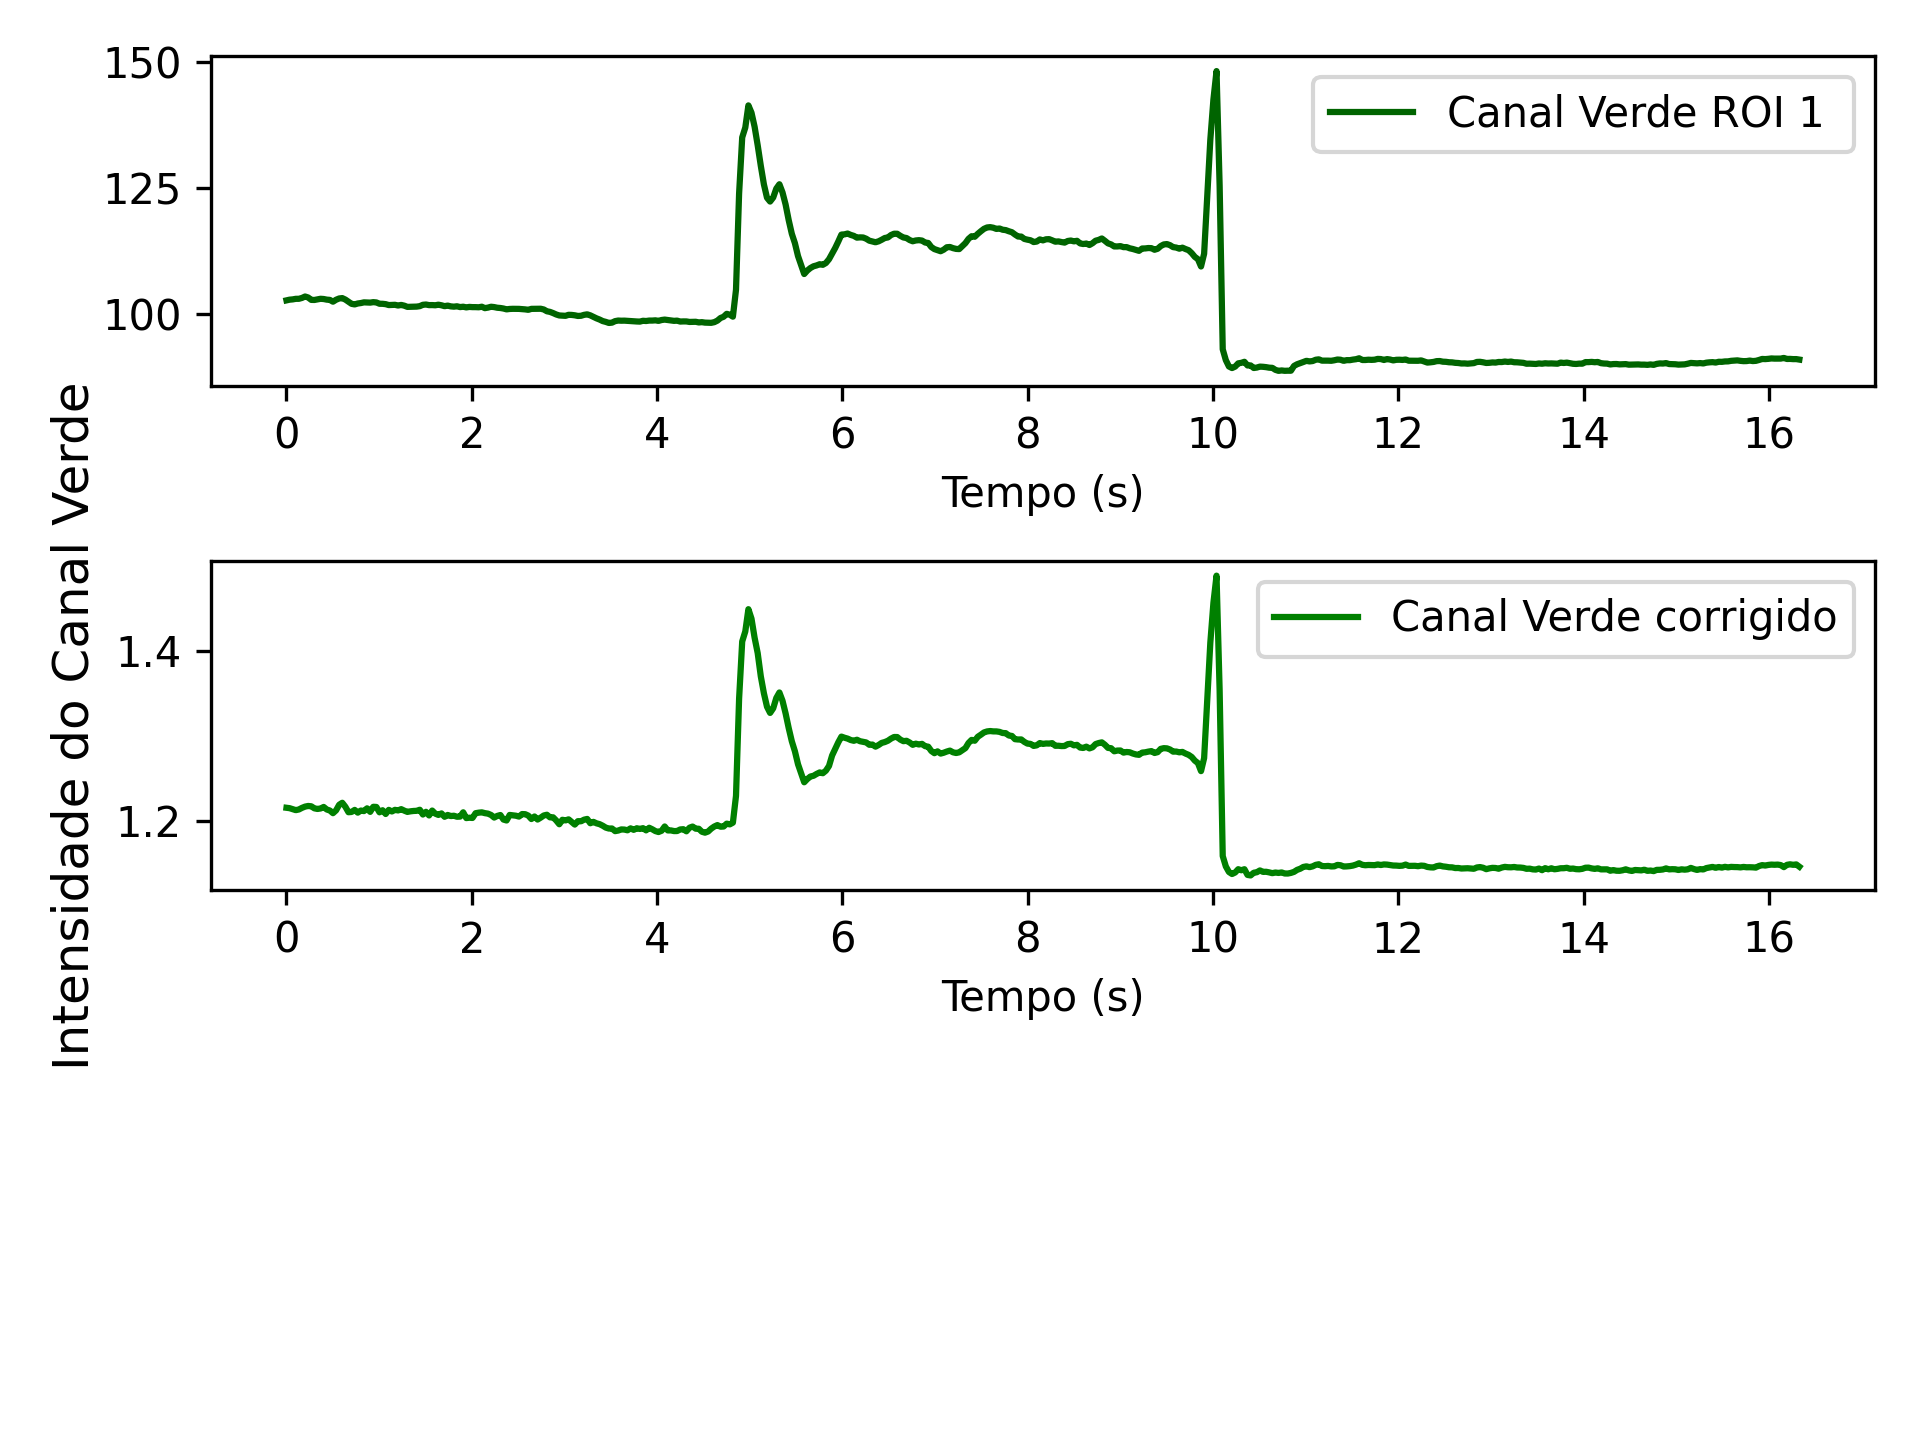 Intensidade do Canal Verde
150
125
100
Canal Verde ROI 1
0 2 4 6 8 10 12 14 16
Tempo (s)
1.4
1.2
Canal Verde corrigido
0 2 4 6 8 10 12 14 16
Tempo (s)